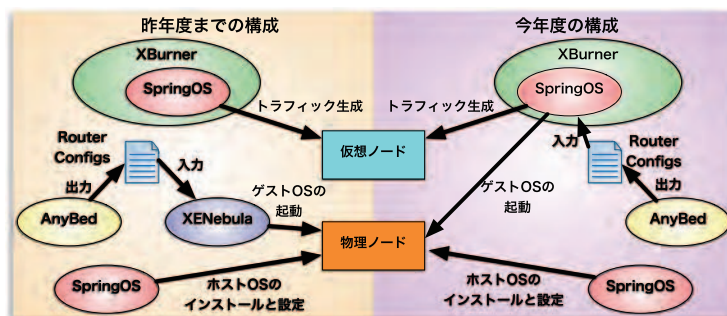 昨年度までの構成
XBurner
SpringOS
トラフィック生成
Router
Configs
入力
出力
AnyBed
XENebula
ゲストOSの
起動
SpringOS
ホストOSの
インストールと設定
仮想ノード
物理ノード
今年度の構成
XBurner
SpringOS
トラフィック生成
入力
Router
Configs
出力
AnyBed
ゲストOSの
起動
SpringOS
ホストOSの
インストールと設定